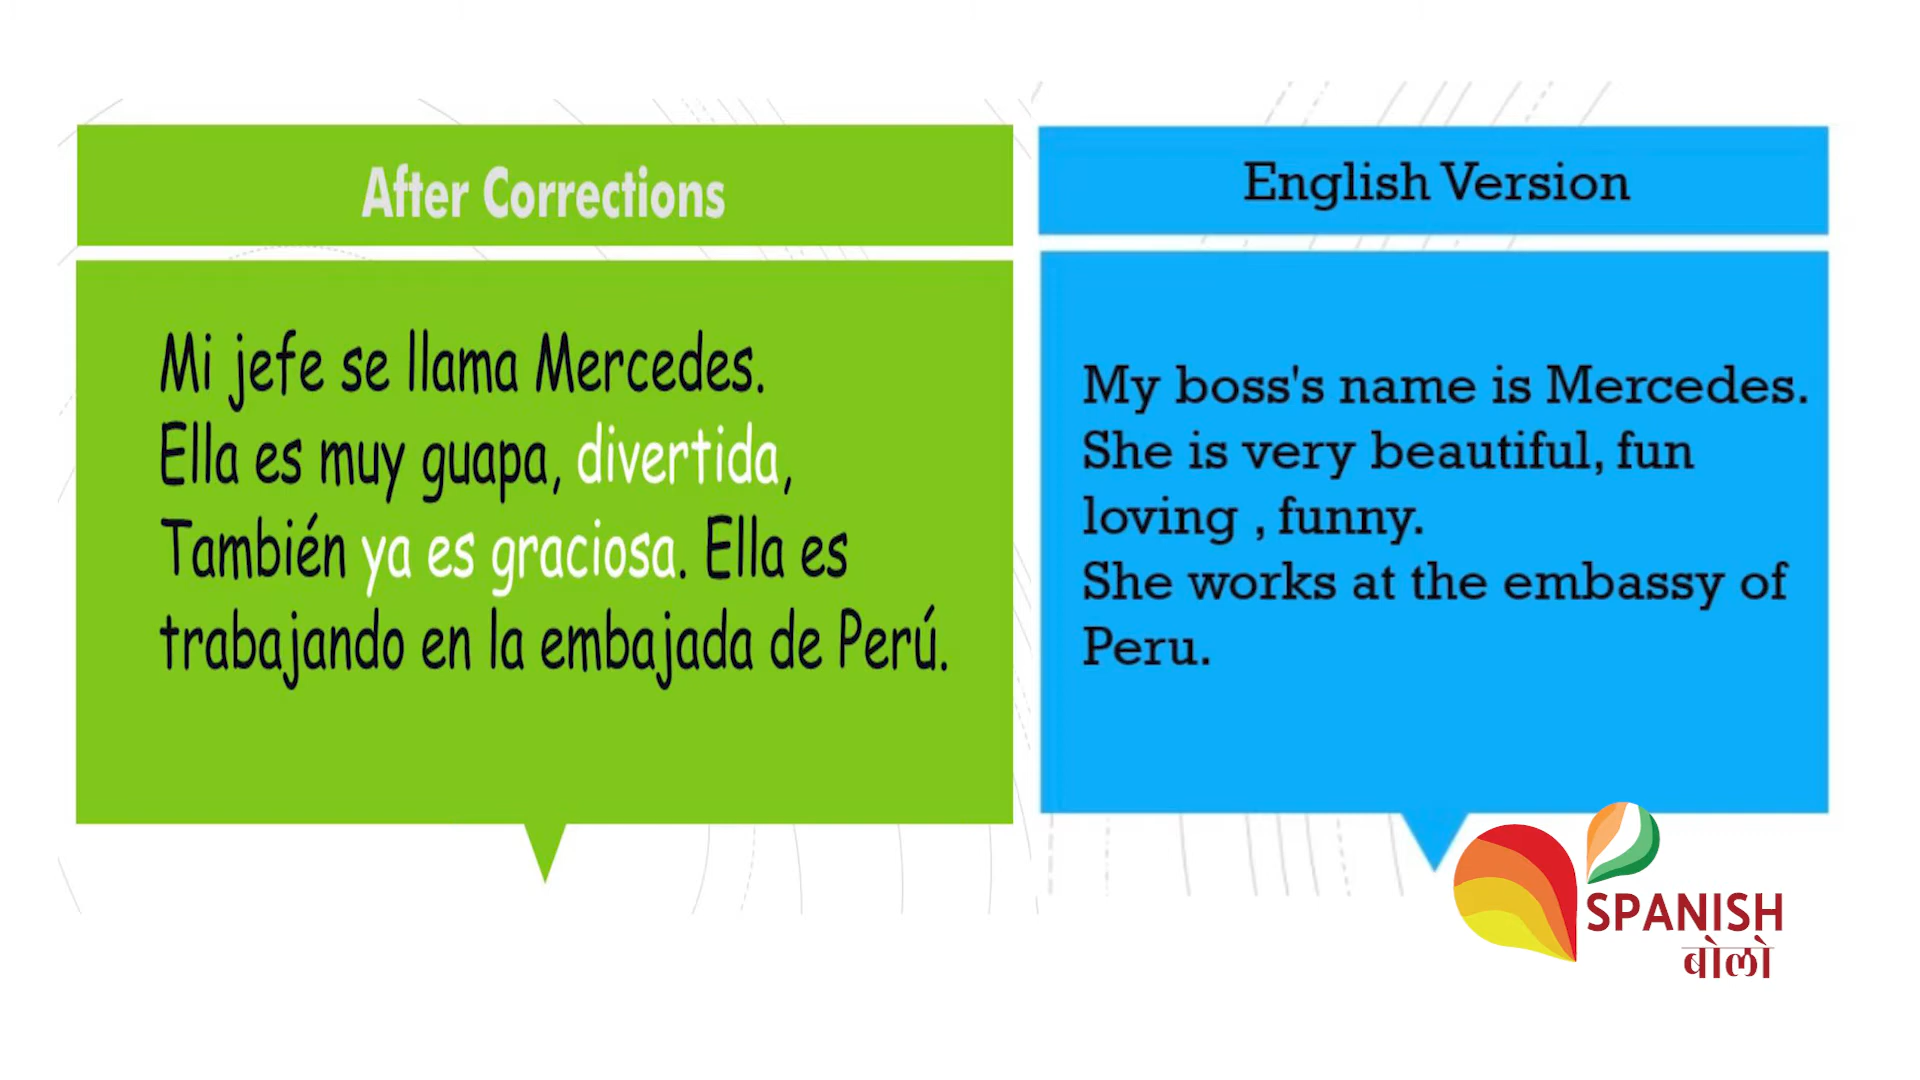 After Corrections
Mi jefe se llama Mercedes.
Ella es muy guapa, divertida,
También ya es graciosa. Ella es
trabajando en la embajada de Perú.
English Version
My boss's name is Mercedes.
She is very beautiful, fun
loving , funny.
She works at the embassy of
Peru.
SPANISH
बोलो